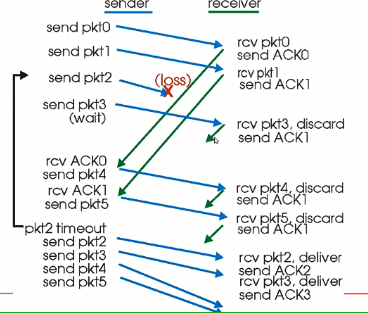 sender
receiver
send pkt0
send pkt1
send pkt2
(loss)
X
send pkt3
(wait)
rcv pkt0
send ACK0
rcv pkt1
send ACK1
rcv pkt3, discard
send ACK1
rcv ACK0
send pkt4
rcv ACK1
send pkt5
rcv pkt4, discard
send ACK1
rcv pkt5, discard
send ACK1
pkt2 timeout
send pkt2
send pkt3
send pkt4
send pkt5
rcv pkt2, deliver
send ACK2
rcv pkt3, deliver
send ACK3